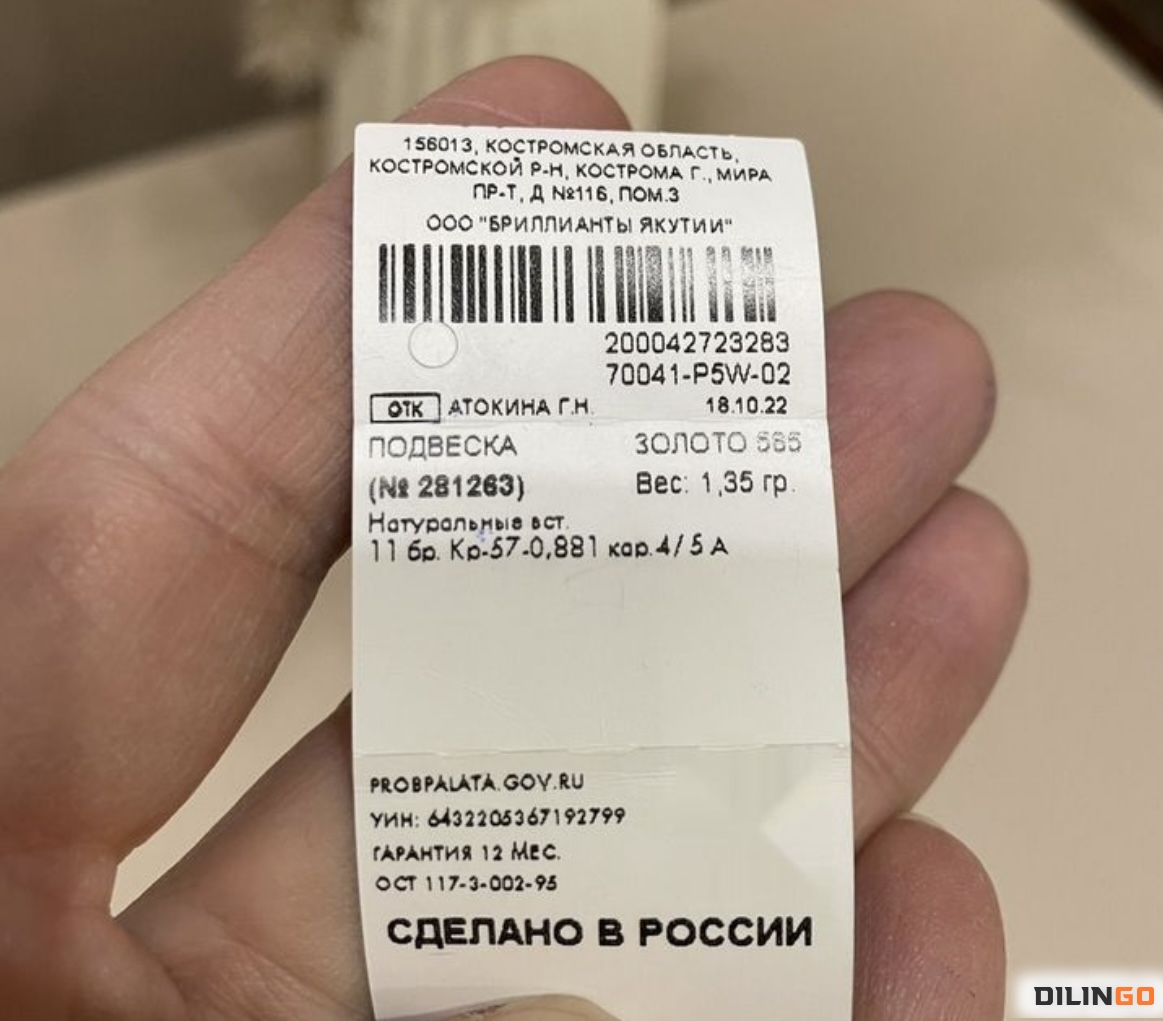 156013, КОСТРОМСКАЯ ОБЛАСТЬ,
КОСТРОМСКОЙ Р-Н, КОСТРОМА Г., МИРА
ПР-Т, Д №116, ПОМ.3
ООО "БРИЛЛИАНТЫ ЯКУТИИ"
200042723283
70041-P5W-02
ОТК АТОКИНА Г.Н. 18.10.22
ПОДВЕСКА ЗОЛОТО 585
(№ 281263) Вес: 1,35 гр.
Натуральные вст.
11 бр. Кр-57-0,881 кар.4/5 А
PROBPALATA.GOV.RU
УИН: 6432205367192799
ГАРАНТИЯ 12 Мес.
ОСТ 117-3-002-95
СДЕЛАНО В РОССИИ
DILINGO